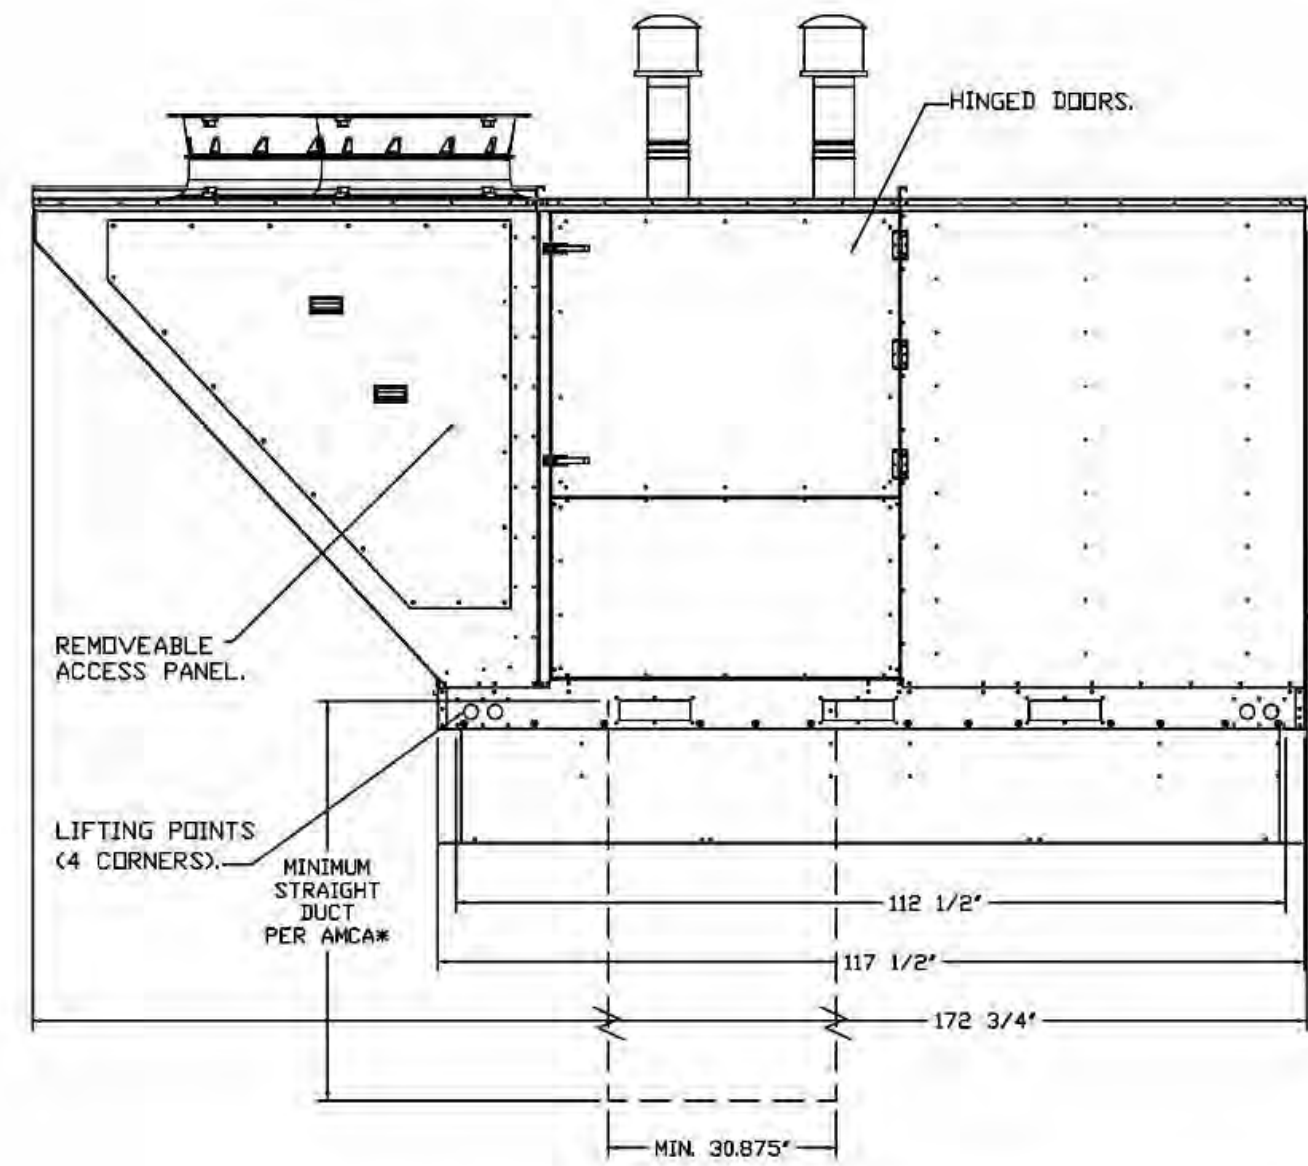 HINGED DOORS.
REMOVEABLE
ACCESS PANEL.
LIFTING POINTS
(4 CORNERS).
MINIMUM
STRAIGHT
DUCT
PER AMCA*
112 1/2"
117 1/2"
172 3/4"
MIN. 30.875"